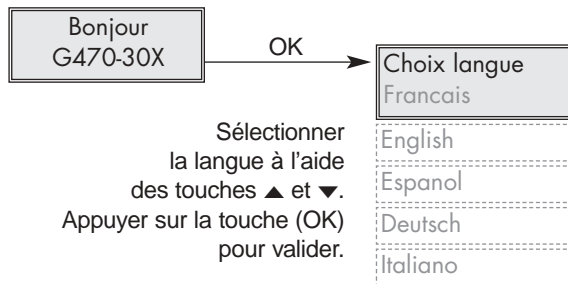 Bonjour
G470-30X
OK
Choix langue
Francais
English
Espanol
Deutsch
Italiano
Sélectionner
la langue à l’aide
des touches ▲ et ▼.
Appuyer sur la touche (OK)
pour valider.